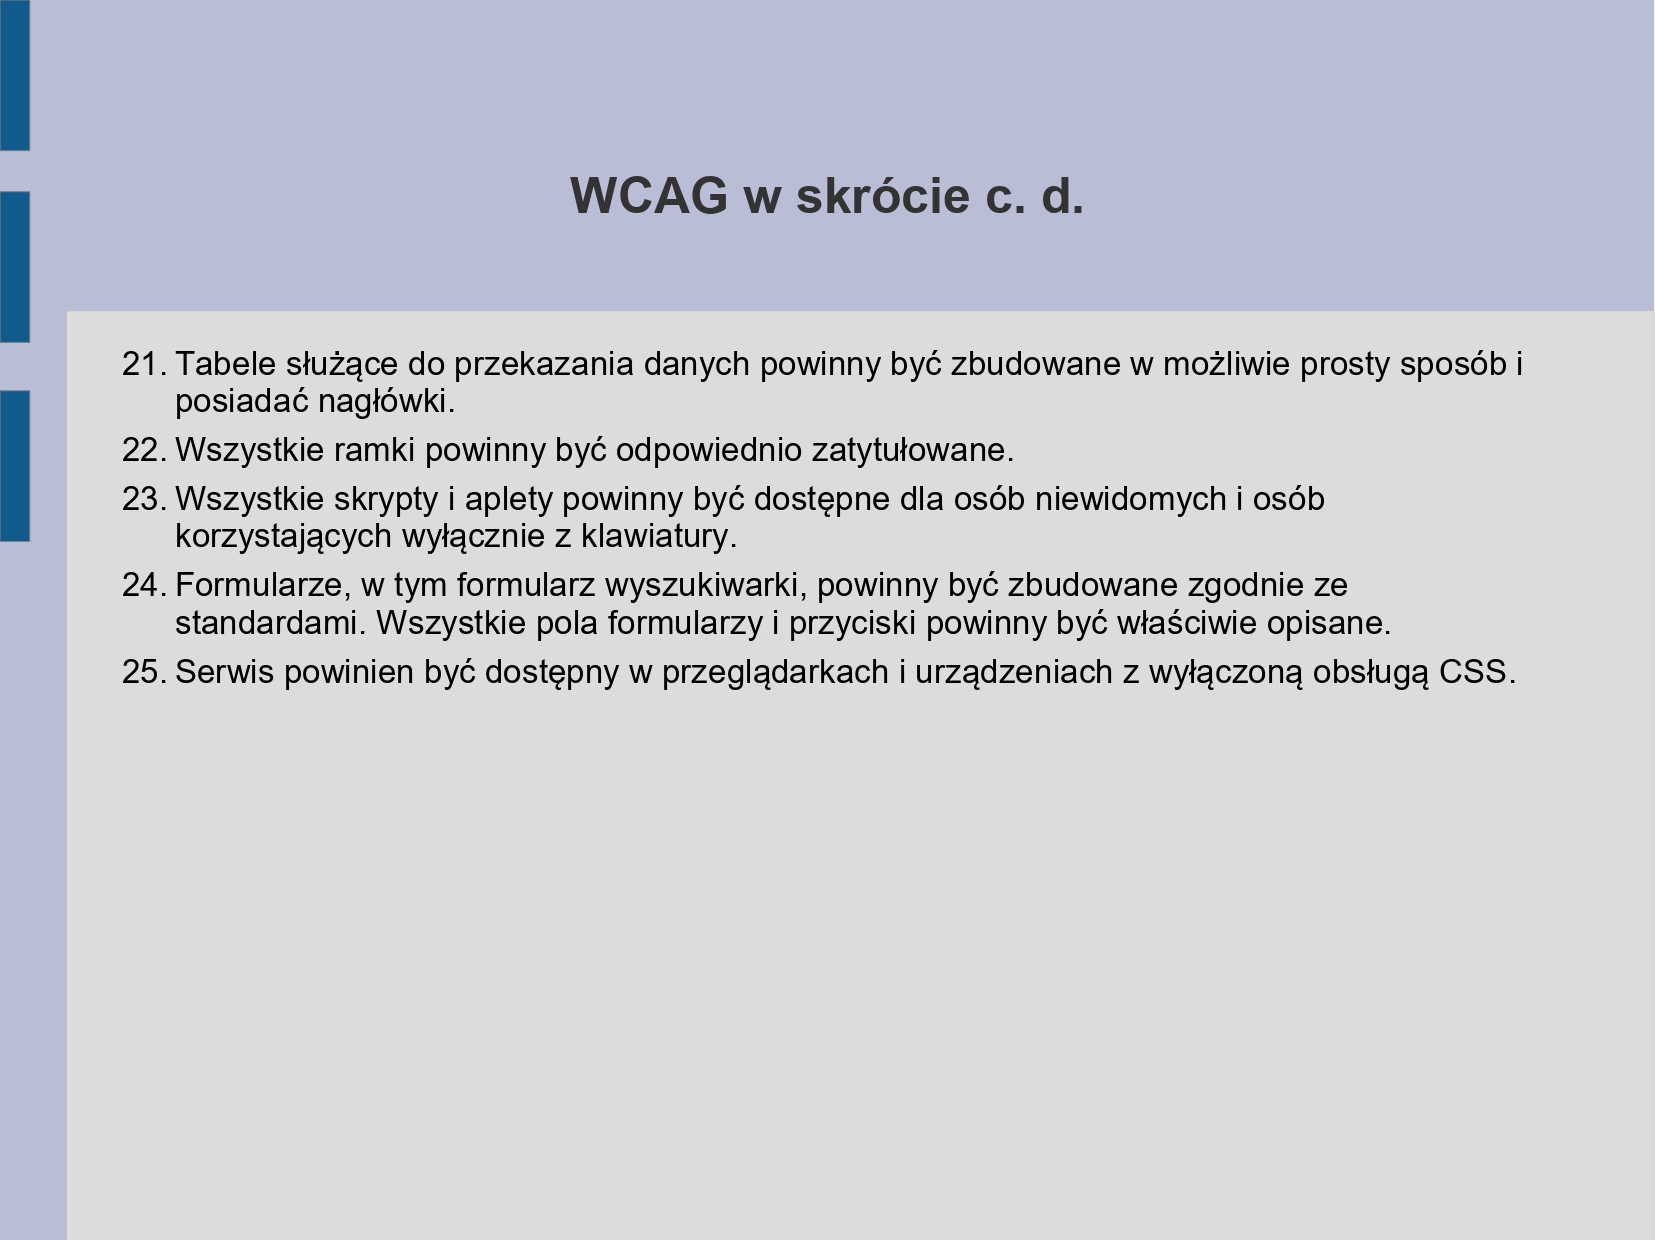 WCAG w skrócie c. d.
21. Tabele służące do przekazania danych powinny być zbudowane w możliwie prosty sposób i
posiadać nagłówki.
22. Wszystkie ramki powinny być odpowiednio zatytułowane.
23. Wszystkie skrypty i aplety powinny być dostępne dla osób niewidomych i osób
korzystających wyłącznie z klawiatury.
24. Formularze, w tym formularz wyszukiwarki, powinny być zbudowane zgodnie ze
standardami. Wszystkie pola formularzy i przyciski powinny być właściwie opisane.
25. Serwis powinien być dostępny w przeglądarkach i urządzeniach z wyłączoną obsługą CSS.